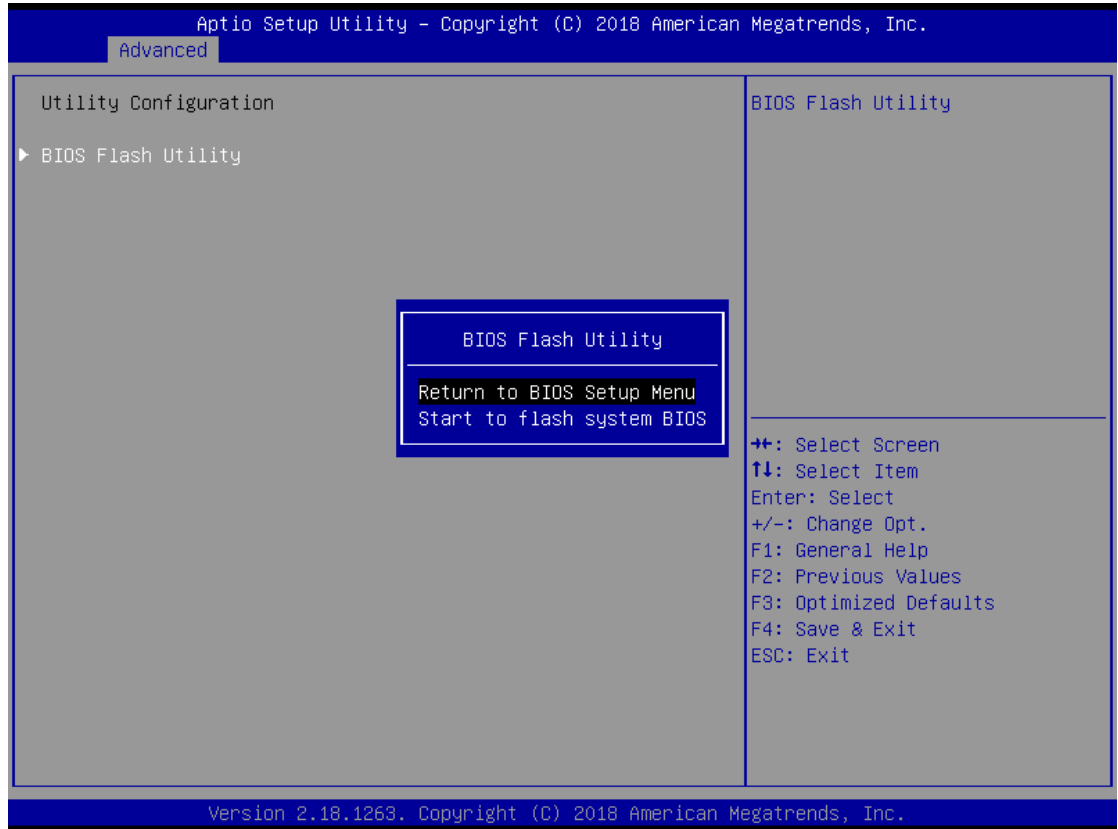 Aptio Setup Utility – Copyright (C) 2018 American Megatrends, Inc.
Advanced
Utility Configuration
BIOS Flash Utility
BIOS Flash Utility
Return to BIOS Setup Menu
Start to flash system BIOS
BIOS Flash Utility
→←: Select Screen
↑↓: Select Item
Enter: Select
+/-: Change Opt.
F1: General Help
F2: Previous Values
F3: Optimized Defaults
F4: Save & Exit
ESC: Exit
Version 2.18.1263. Copyright (C) 2018 American Megatrends, Inc.